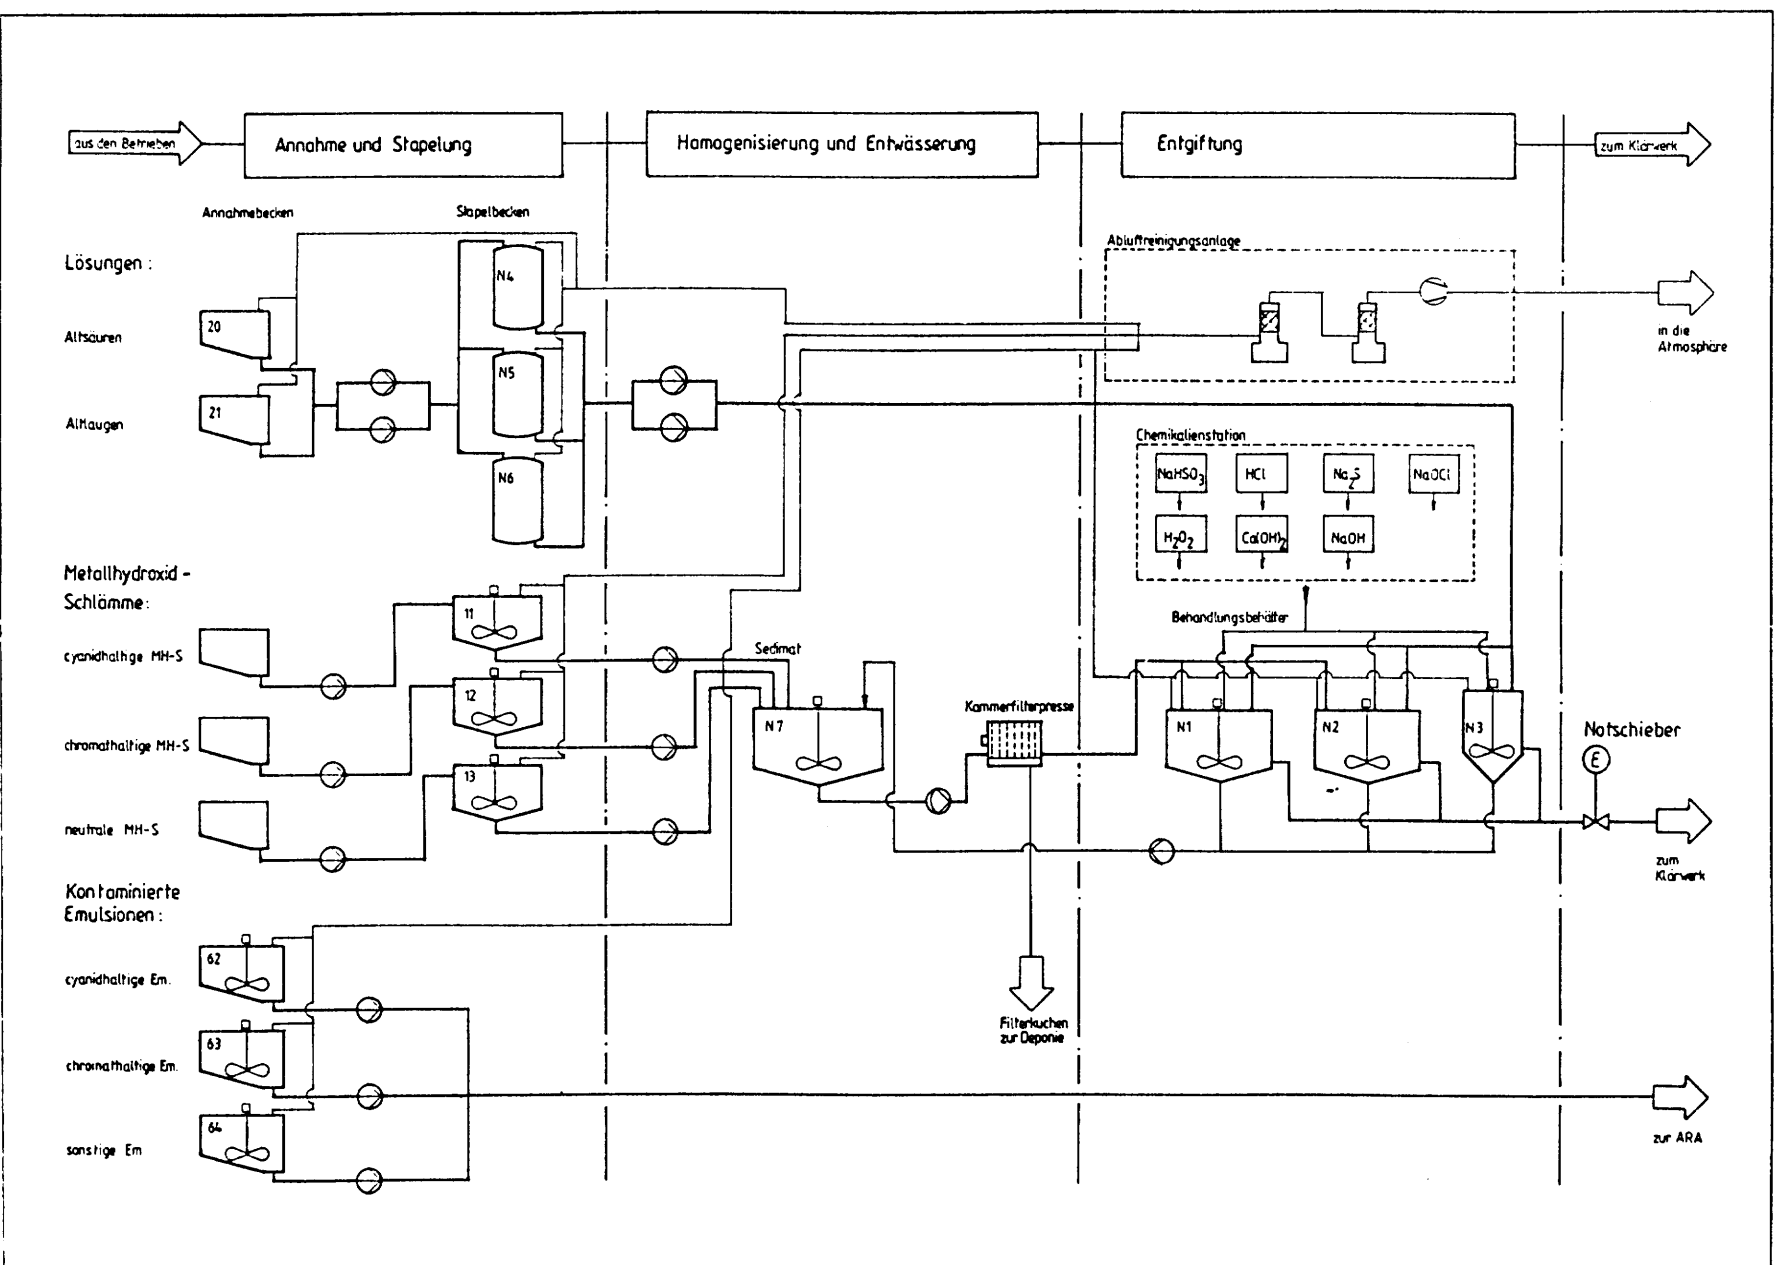 aus den Betrieben
Annahme und Stapelung
Homogenisierung und Entwässerung
Entgiftung
zum Klärwerk
Annahmebecken
Stapelbecken
Lösungen :
Altsäuren
20
Altlaugen
21
N4
N5
N6
Abluftreinigungsanlage
in die
Atmosphäre
Chemikalienstation
NaHSO3
HCl
Na2S
NaOCl
H2O2
Ca(OH)2
NaOH
Metallhydroxid -
Schlämme :
cyanidhaltige MH-S
chromathaltige MH-S
neutrale MH-S
11
12
13
Sedimat
N7
Kammerfilterpresse
Behandlungsbehälter
N1
N2
N3
Notschieber
E
zum
Klärwerk
Kontaminierte
Emulsionen :
cyanidhaltige Em.
62
chromathaltige Em.
63
sonstige Em
64
Filterkuchen
zur Deponie
zur ARA